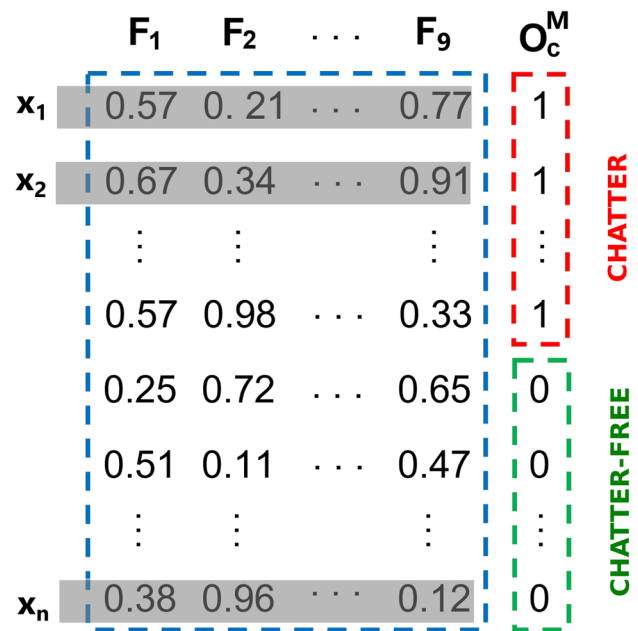 F1 F2 . . . F9 OcM
x1 0.57 0. 21 . . . 0.77 1
x2 0.67 0.34 . . . 0.91 1
⋮ ⋮ ⋮ ⋮
0.57 0.98 . . . 0.33 1
0.25 0.72 . . . 0.65 0
0.51 0.11 . . . 0.47 0
⋮ ⋮ ⋮ ⋮
xn 0.38 0.96 . . . 0.12 0
CHATTER
CHATTER-FREE